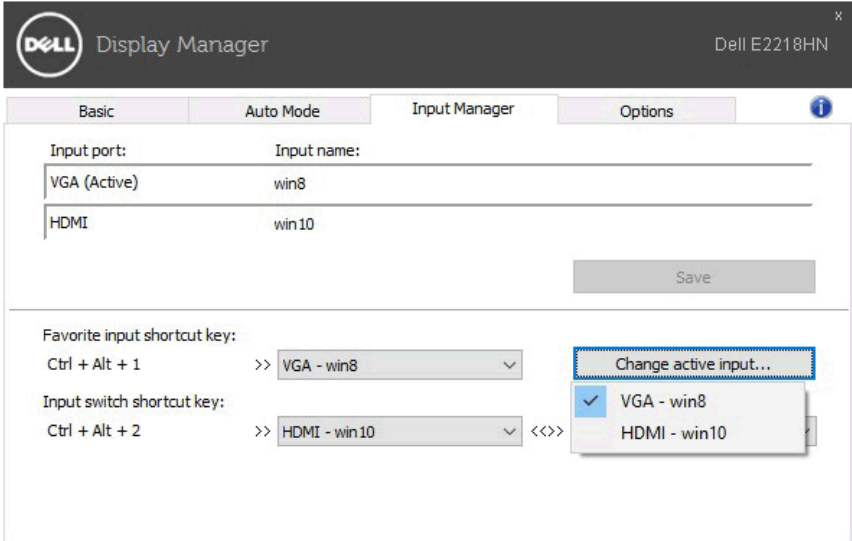 DELL Display Manager
x
Dell E2218HN
Basic Auto Mode Input Manager Options i
Input port: Input name:
VGA (Active) win8
HDMI win10
Save
Favorite input shortcut key:
Ctrl + Alt + 1 >> VGA - win8 Change active input...
Input switch shortcut key: VGA - win8
Ctrl + Alt + 2 >> HDMI - win10 <<>> HDMI - win10